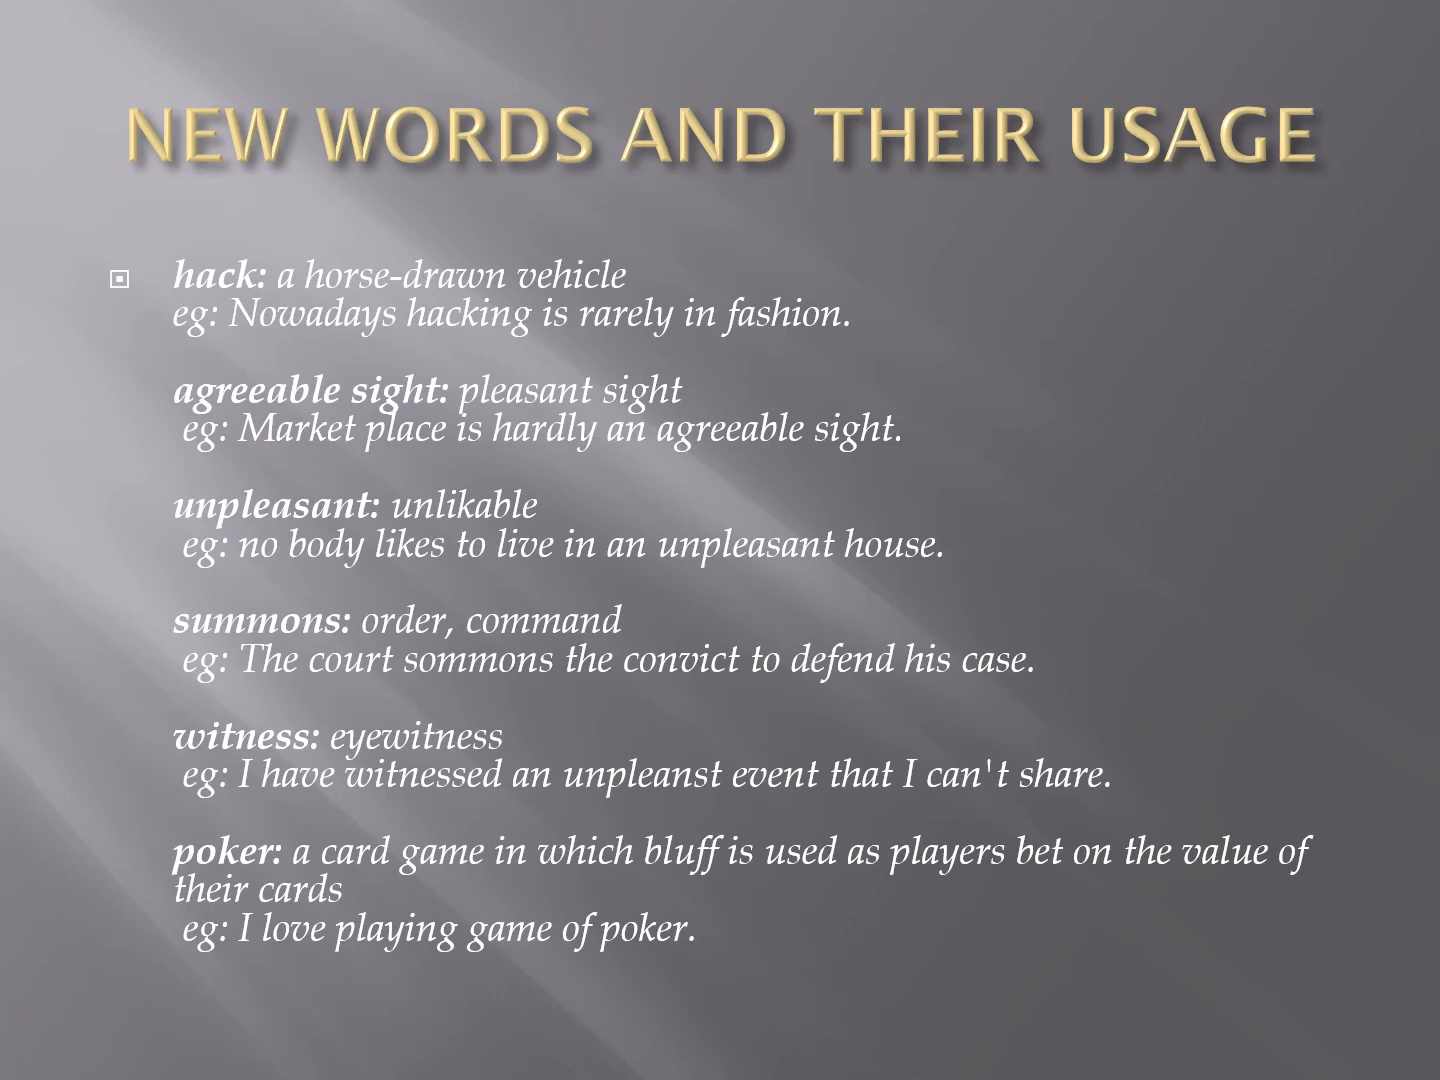 NEW WORDS AND THEIR USAGE
hack: a horse-drawn vehicle
eg: Nowadays hacking is rarely in fashion.
agreeable sight: pleasant sight
eg: Market place is hardly an agreeable sight.
unpleasant: unlikable
eg: no body likes to live in an unpleasant house.
summons: order, command
eg: The court sommons the convict to defend his case.
witness: eyewitness
eg: I have witnessed an unpleanst event that I can't share.
poker: a card game in which bluff is used as players bet on the value of
their cards
eg: I love playing game of poker.